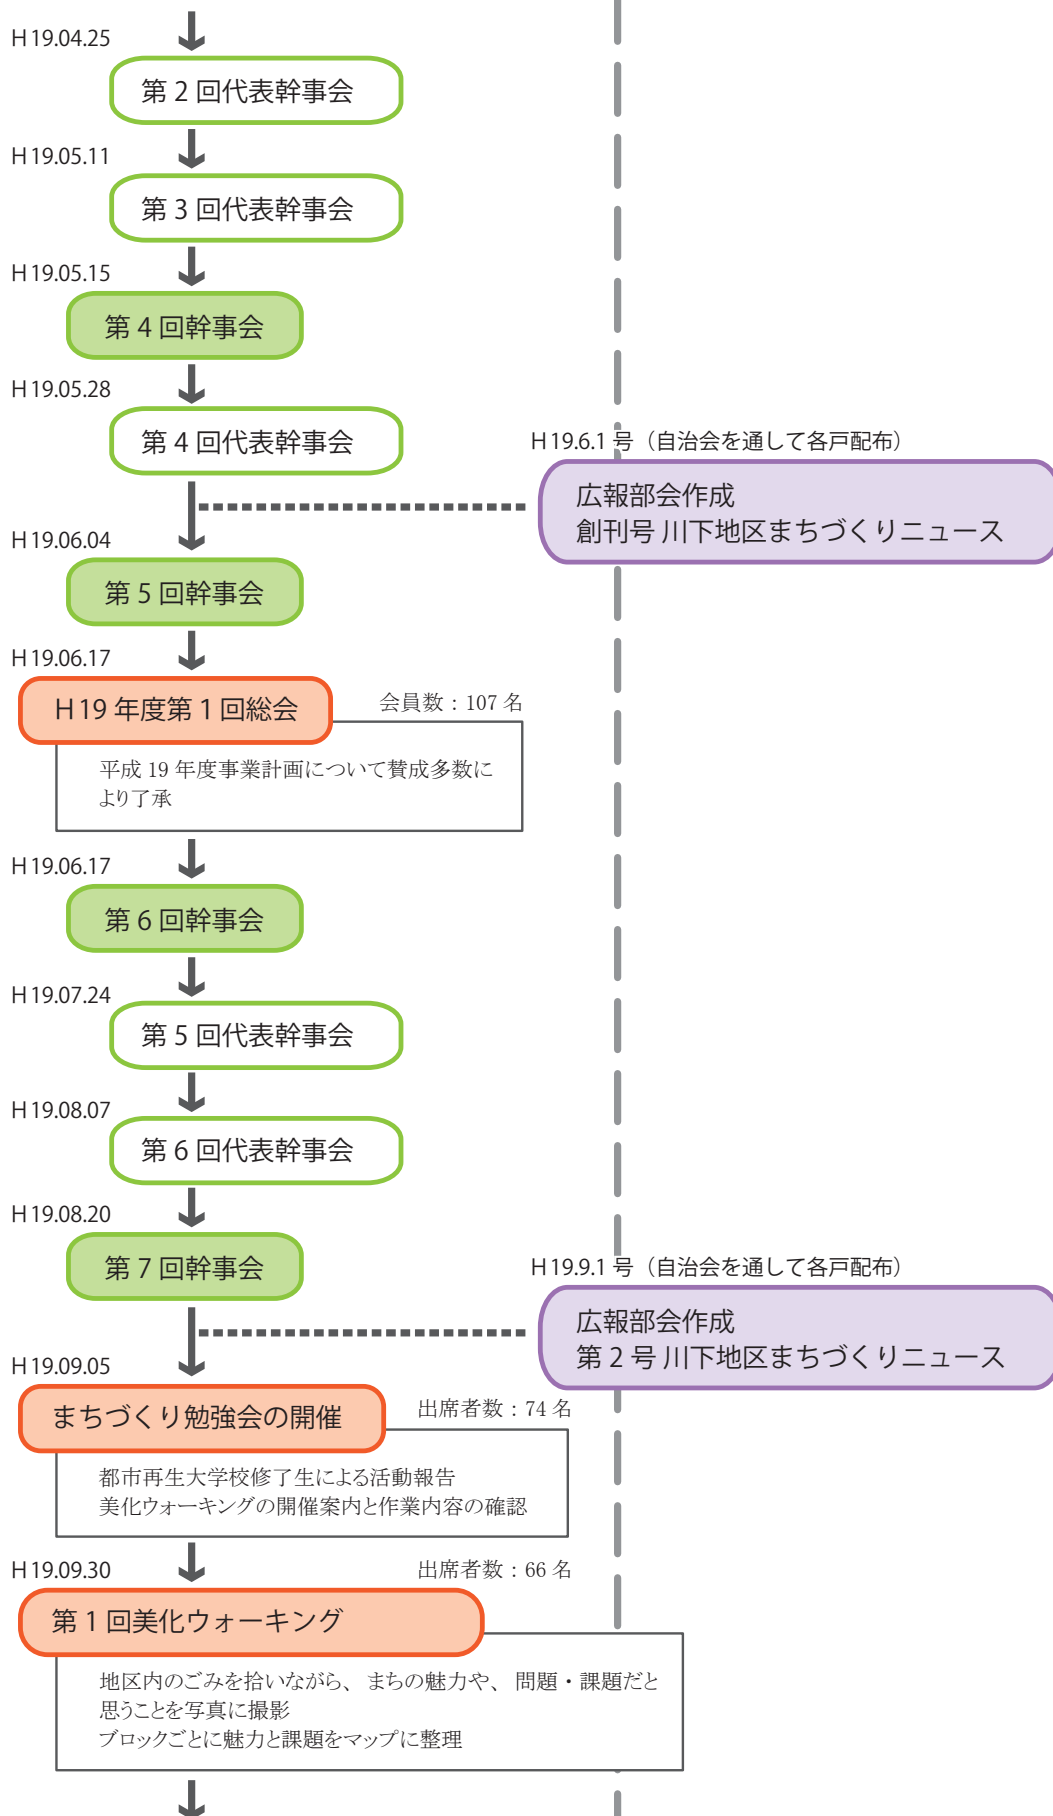 H19.04.25
第2回代表幹事会
H19.05.11
第3回代表幹事会
H19.05.15
第4回幹事会
H19.05.28
第4回代表幹事会
H19.6.1号（自治会を通して各戸配布）
広報部会作成
創刊号 川下地区まちづくりニュース
H19.06.04
第5回幹事会
H19.06.17
H19年度第1回総会
会員数：107名
平成19年度事業計画について賛成多数に
より了承
H19.06.17
第6回幹事会
H19.07.24
第5回代表幹事会
H19.08.07
第6回代表幹事会
H19.08.20
第7回幹事会
H19.9.1号（自治会を通して各戸配布）
広報部会作成
第2号 川下地区まちづくりニュース
H19.09.05
まちづくり勉強会の開催
出席者数：74名
都市再生大学校修了生による活動報告
美化ウォーキングの開催案内と作業内容の確認
H19.09.30
出席者数：66名
第1回美化ウォーキング
地区内のごみを拾いながら、まちの魅力や、問題・課題だと
思うことを写真に撮影
ブロックごとに魅力と課題をマップに整理